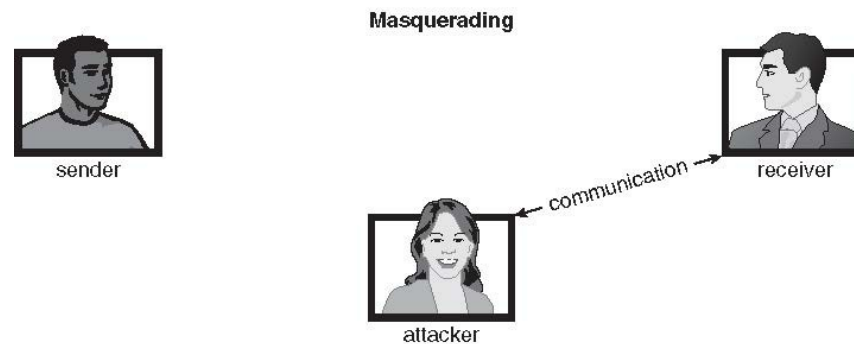 Masquerading
sender
communication
receiver
attacker